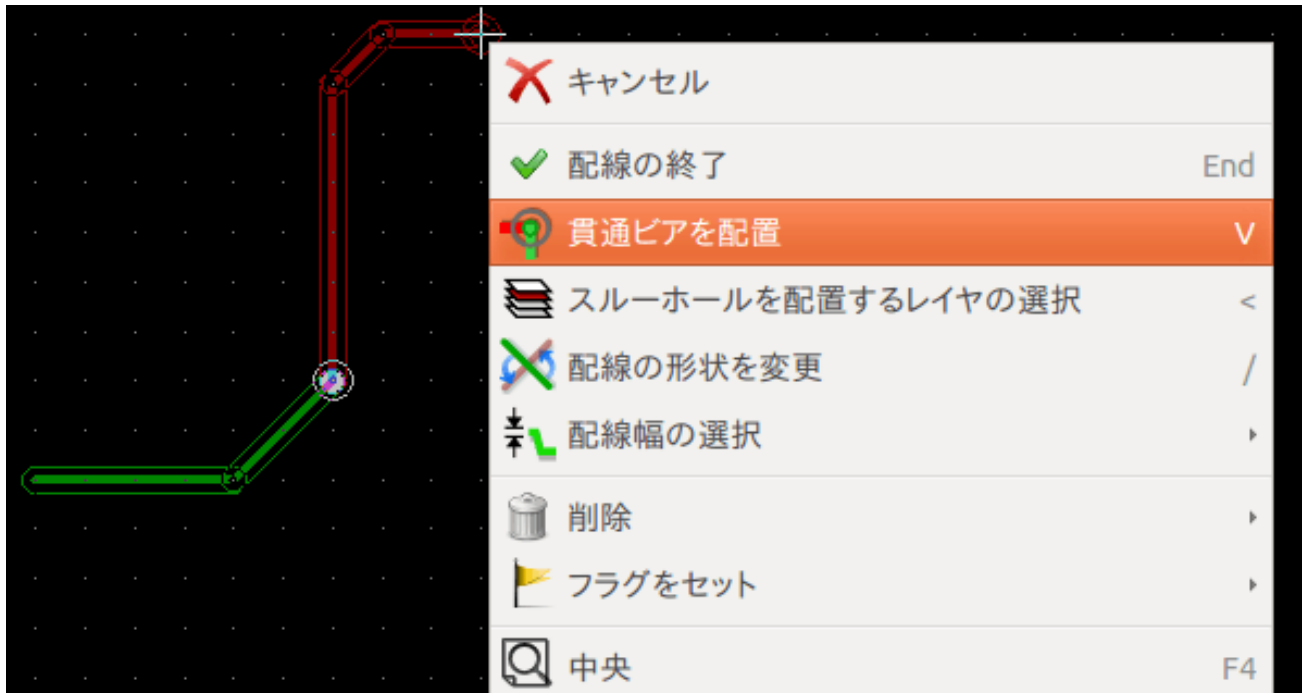 キャンセル
配線の終了 End
貫通ビアを配置 V
スルーホールを配置するレイヤの選択 <
配線の形状を変更 /
配線幅の選択
削除
フラグをセット
中央 F4